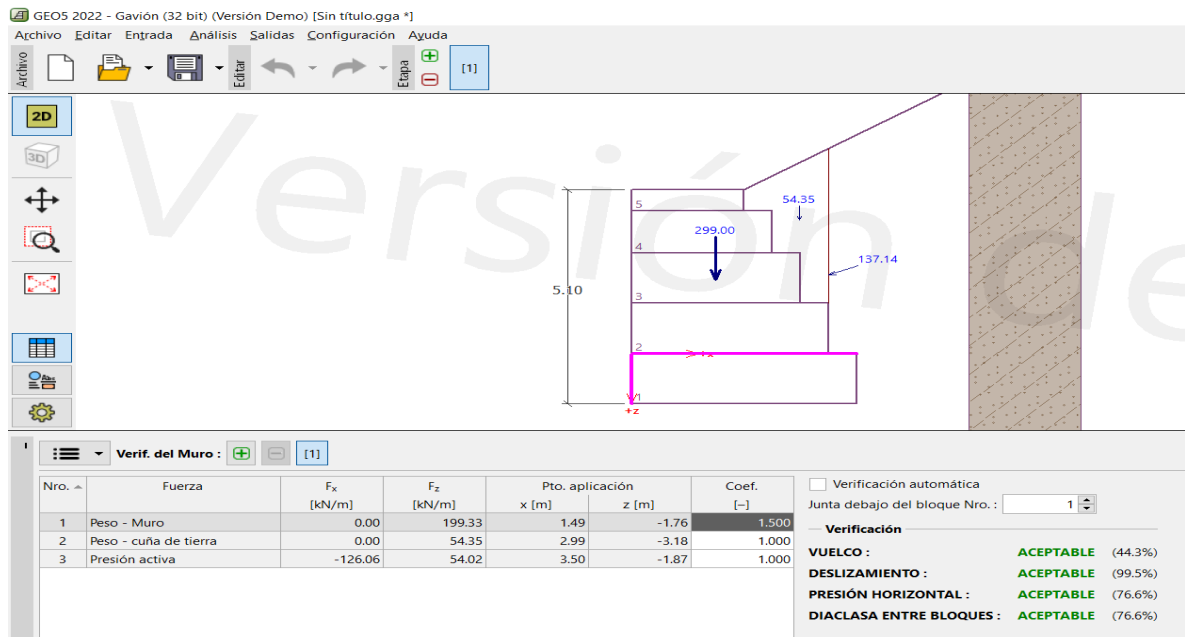 GEO5 2022 - Gavión (32 bit) (Versión Demo) [Sin título.gga *]
Archivo Editar Entrada Análisis Salidas Configuración Ayuda
Archivo
Editar
Etapa
[1]
2D
3D
Versión de
5
54.35
299.00
4
137.14
5.10
3
2
+x
1
+z
Verif. del Muro : [1]
Nro. Fuerza Fx Fz Pto. aplicación Coef.
[kN/m] [kN/m] x [m] z [m] [–]
1 Peso - Muro 0.00 199.33 1.49 -1.76 1.500
2 Peso - cuña de tierra 0.00 54.35 2.99 -3.18 1.000
3 Presión activa -126.06 54.02 3.50 -1.87 1.000
Verificación automática
Junta debajo del bloque Nro. : 1
Verificación
VUELCO : ACEPTABLE (44.3%)
DESLIZAMIENTO : ACEPTABLE (99.5%)
PRESIÓN HORIZONTAL : ACEPTABLE (76.6%)
DIACLASA ENTRE BLOQUES : ACEPTABLE (76.6%)